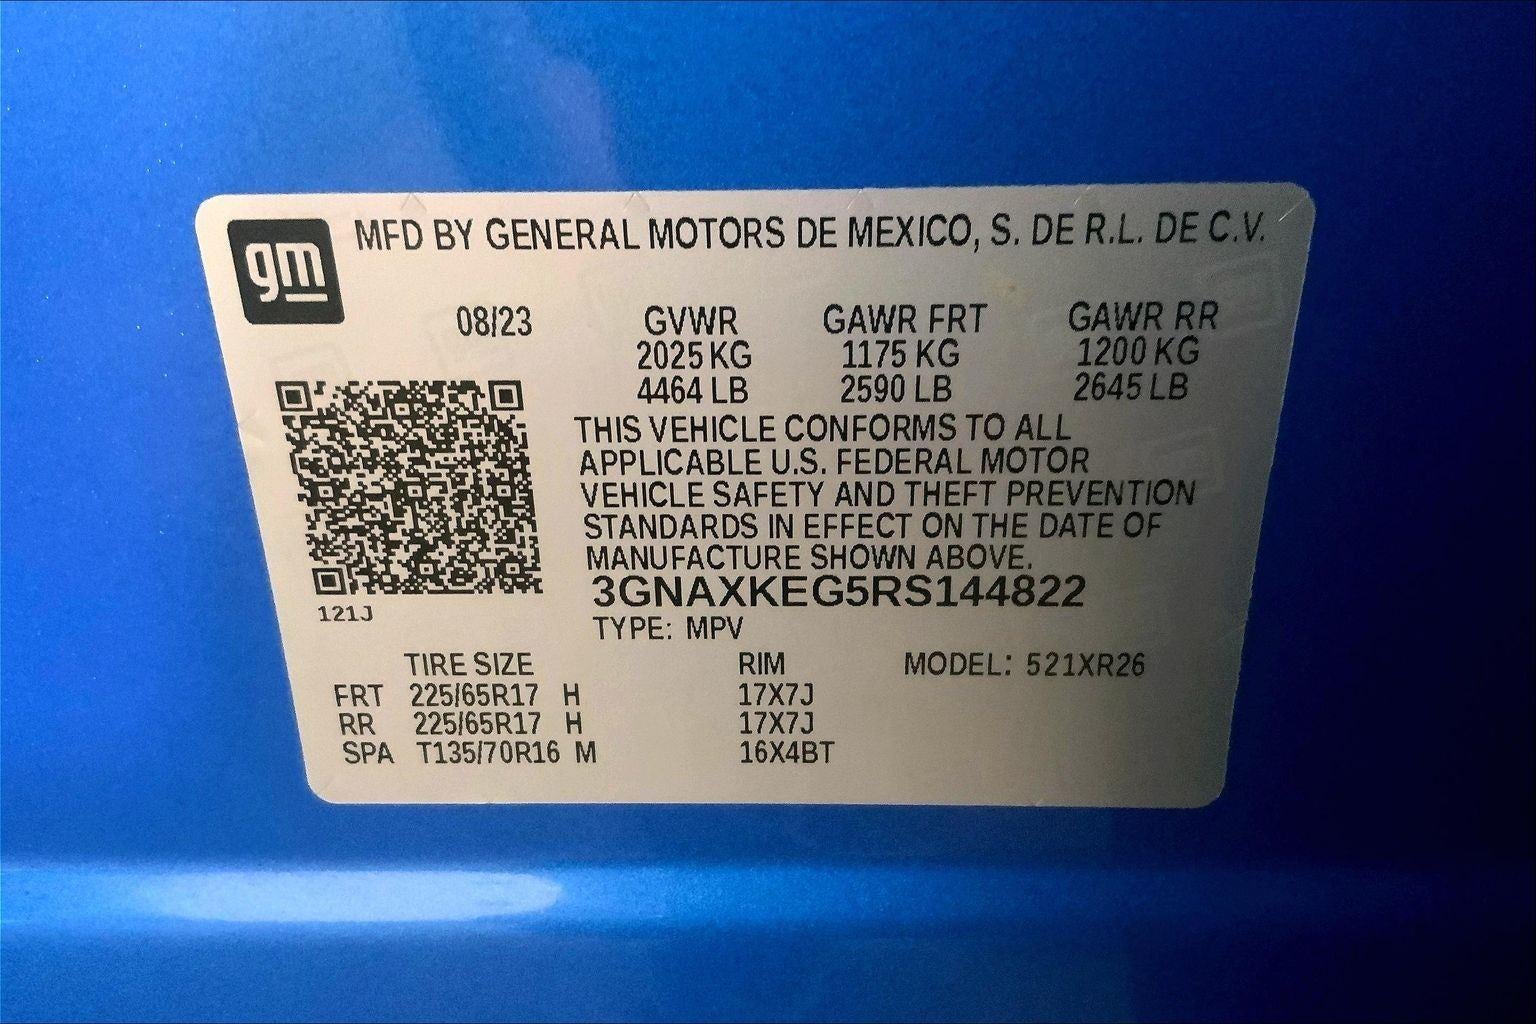 gm
MFD BY GENERAL MOTORS DE MEXICO, S. DE R.L. DE C.V.
08/23 GVWR GAWR FRT GAWR RR
2025 KG 1175 KG 1200 KG
4464 LB 2590 LB 2645 LB
THIS VEHICLE CONFORMS TO ALL
APPLICABLE U.S. FEDERAL MOTOR
VEHICLE SAFETY AND THEFT PREVENTION
STANDARDS IN EFFECT ON THE DATE OF
MANUFACTURE SHOWN ABOVE.
3GNAXKEG5RS144822
121J
TYPE: MPV
TIRE SIZE RIM MODEL: 521XR26
FRT 225/65R17 H 17X7J
RR 225/65R17 H 17X7J
SPA T135/70R16 M 16X4BT